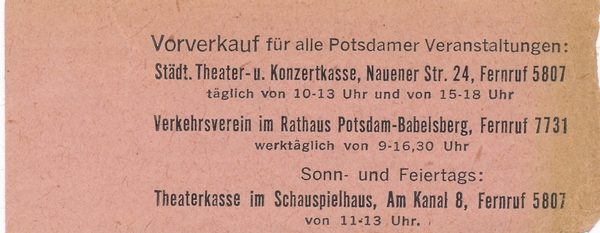 Vorverkauf für alle Potsdamer Veranstaltungen:
Städt. Theater- u. Konzertkasse, Nauener Str. 24, Fernruf 5807
täglich von 10-13 Uhr und von 15-18 Uhr
Verkehrsverein im Rathaus Potsdam-Babelsberg, Fernruf 7731
werktäglich von 9-16,30 Uhr
Sonn- und Feiertags:
Theaterkasse im Schauspielhaus, Am Kanal 8, Fernruf 5807
von 11-13 Uhr.